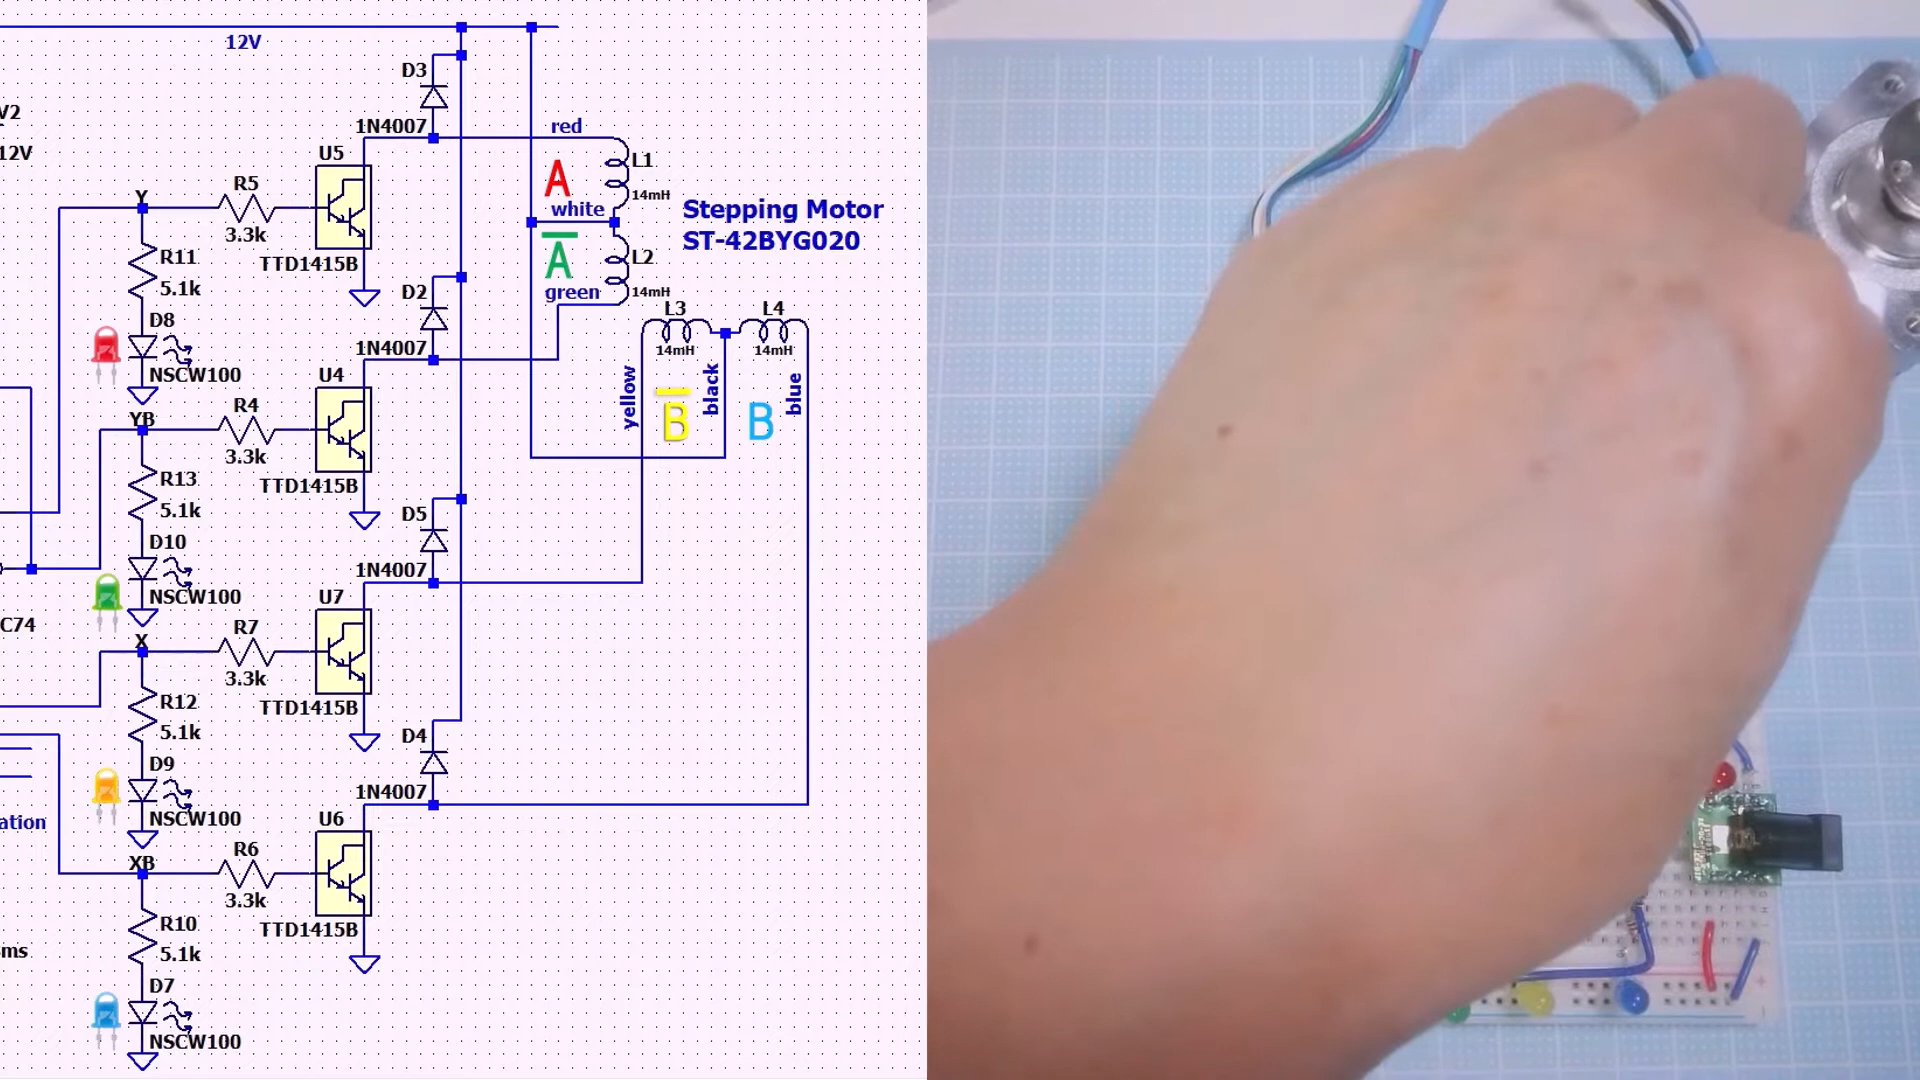 12V
D3
V2
12V
1N4007
red
U5
L1
A
14mH
R5
Y
white
Stepping Motor
ST-42BYG020
3.3k
A
R11
L2
TTD1415B
5.1k
D2
green
14mH
L3
L4
D8
1N4007
14mH
14mH
NSCW100
U4
yellow
B
black
B
blue
R4
YB
3.3k
R13
TTD1415B
5.1k
D5
D10
1N4007
NSCW100
U7
C74
R7
X
3.3k
R12
TTD1415B
5.1k
D4
D9
1N4007
NSCW100
U6
ation
R6
XB
3.3k
R10
TTD1415B
ms
5.1k
D7
NSCW100